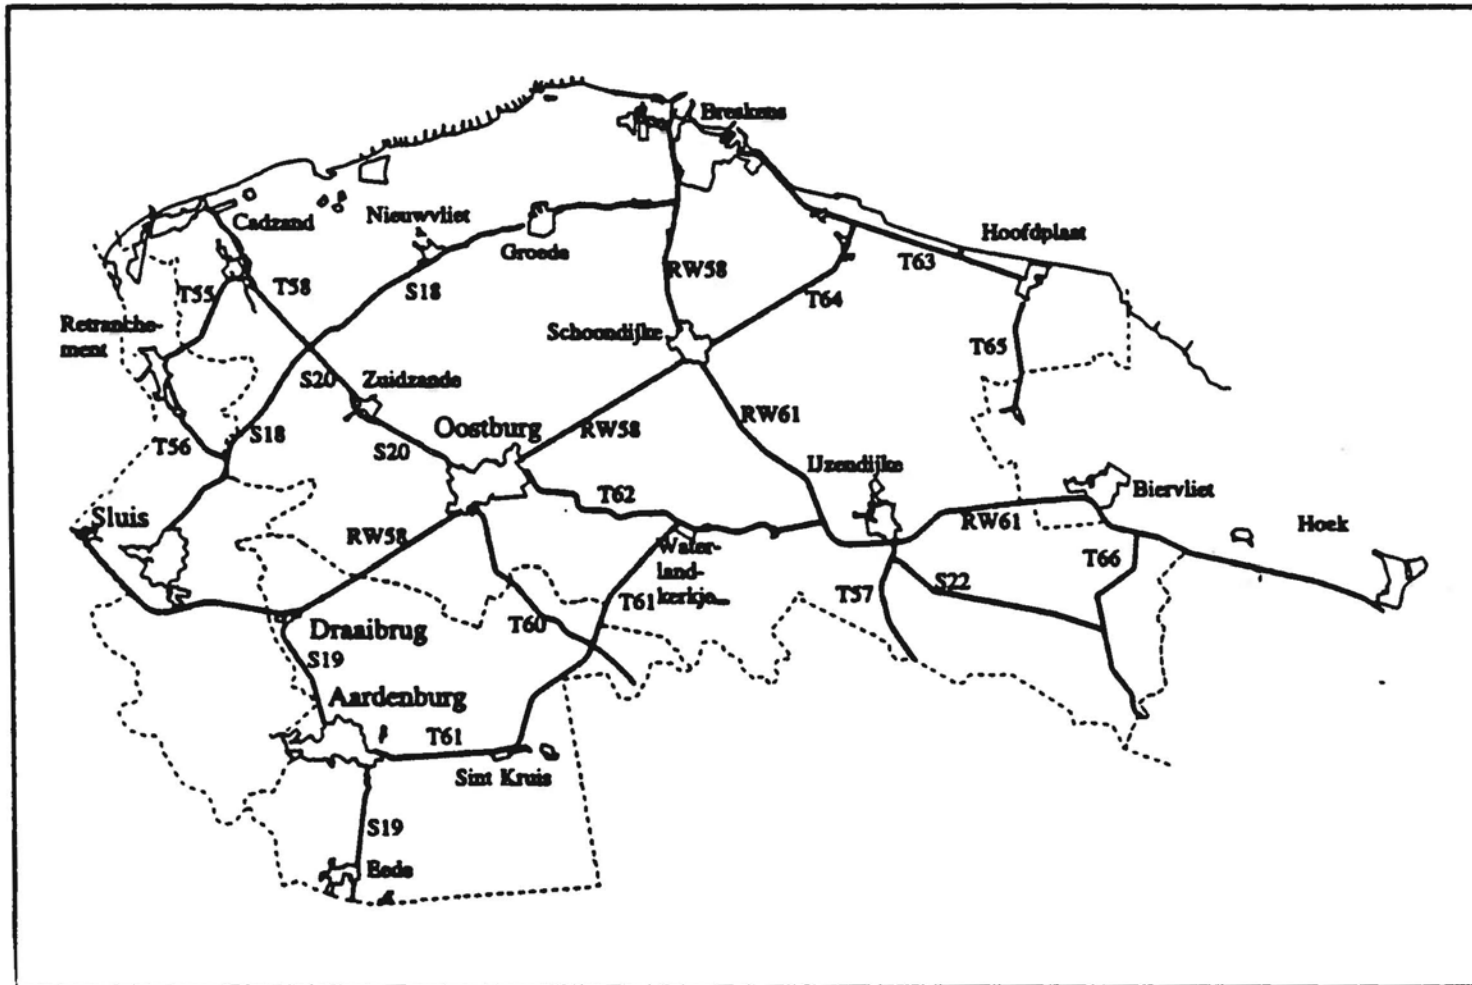 Breskens
Cadzand
Nieuwvliet
Groede
Hoofdplaat
T63
RW58
T55
T58
S18
T64
Retranche-
ment
Schoondijke
T65
S20
Zuidzande
RW61
Oostburg
RW58
S18
T56
S20
IJzendijke
T62
Biervliet
Sluis
RW61
Hoek
RW58
Water-
land-
kerkje
T66
S22
T57
T61
T60
Draaibrug
S19
Aardenburg
T61
Sint Kruis
S19
Eede